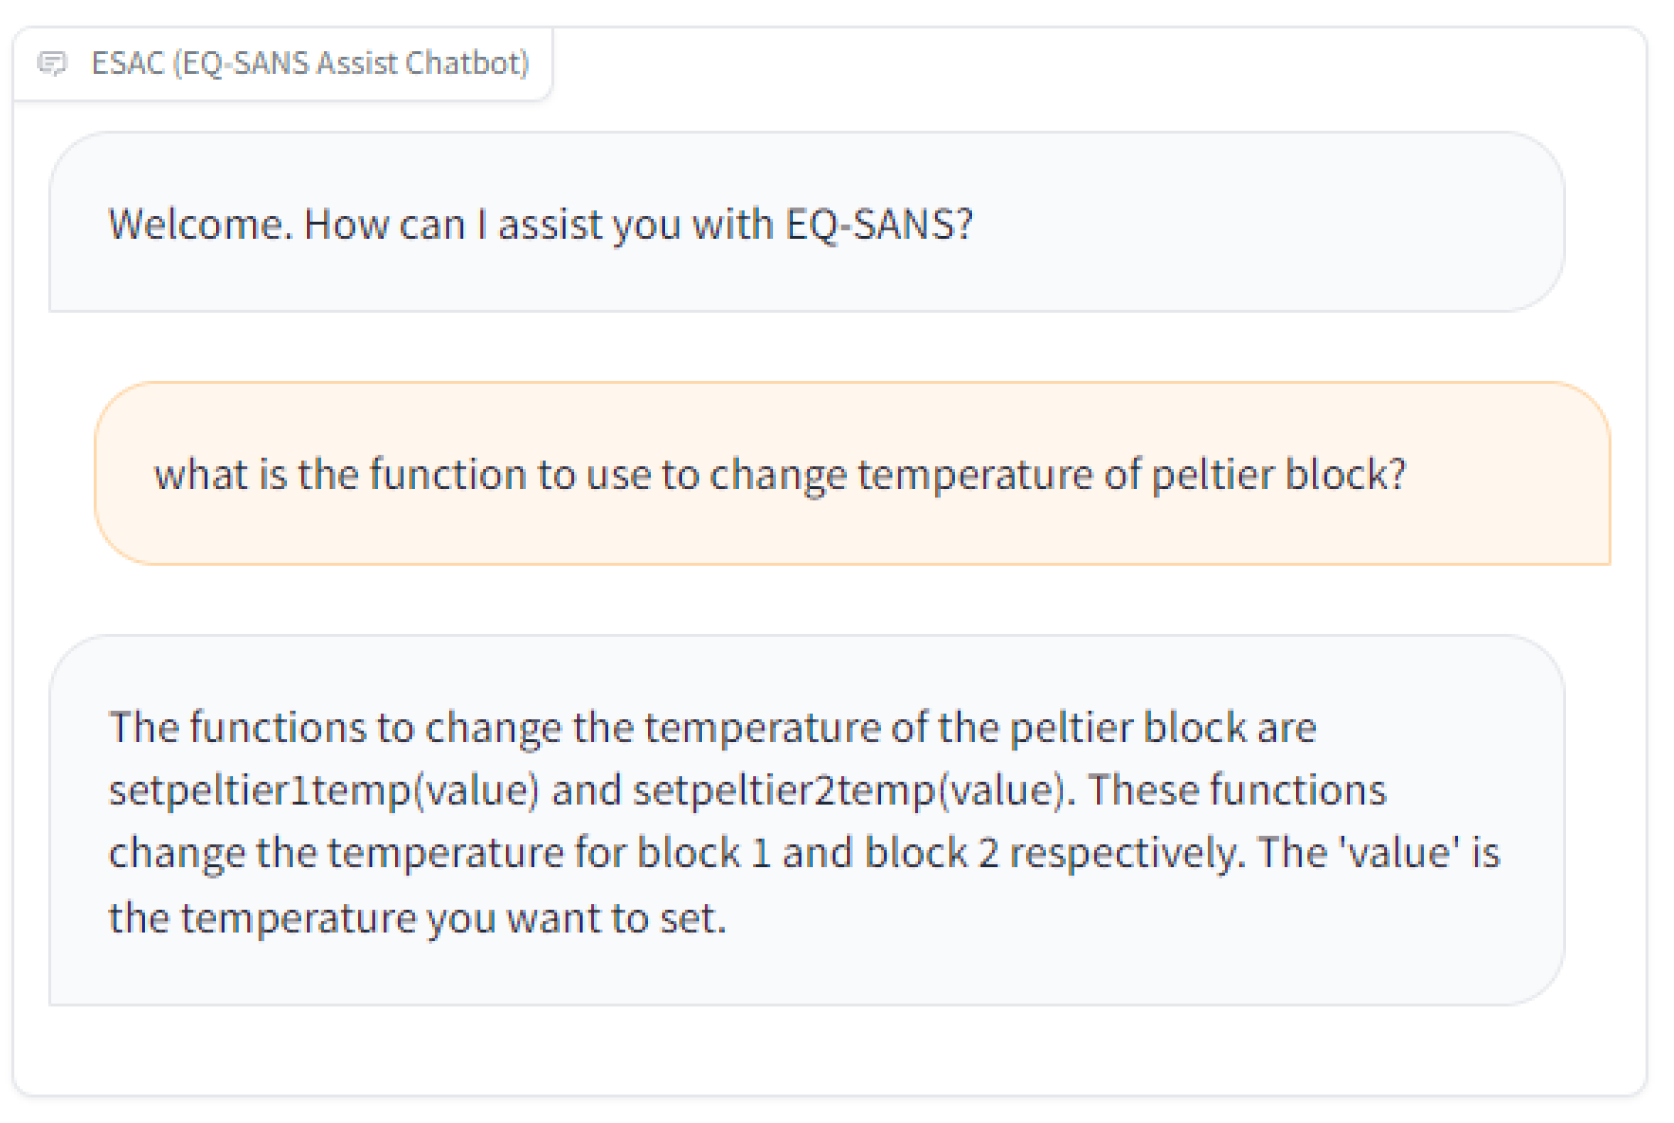 ESAC (EQ-SANS Assist Chatbot)
Welcome. How can I assist you with EQ-SANS?
what is the function to use to change temperature of peltier block?
The functions to change the temperature of the peltier block are
setpeltier1temp(value) and setpeltier2temp(value). These functions
change the temperature for block 1 and block 2 respectively. The 'value' is
the temperature you want to set.